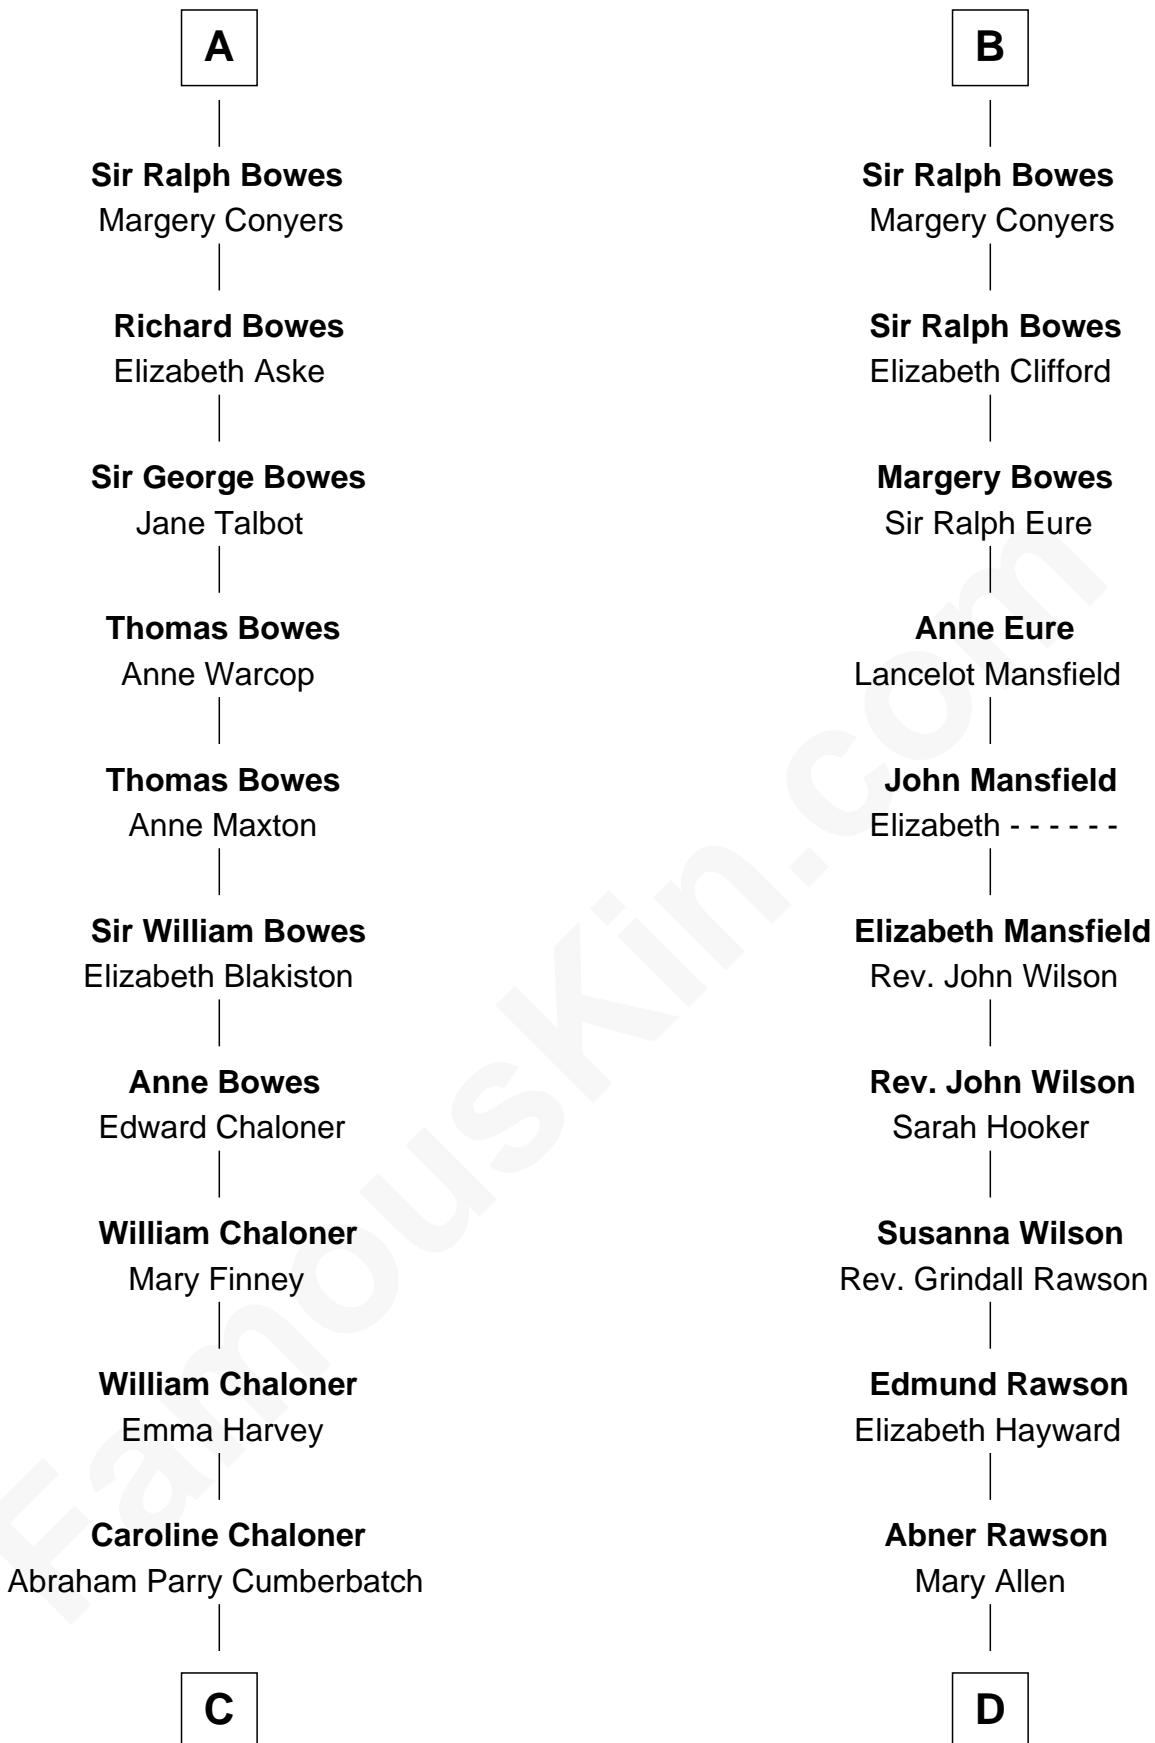 A
Sir Ralph Bowes
Margery Conyers
Richard Bowes
Elizabeth Aske
Sir George Bowes
Jane Talbot
Thomas Bowes
Anne Warcop
Thomas Bowes
Anne Maxton
Sir William Bowes
Elizabeth Blakiston
Anne Bowes
Edward Chaloner
William Chaloner
Mary Finney
William Chaloner
Emma Harvey
Caroline Chaloner
Abraham Parry Cumberbatch
C
B
Sir Ralph Bowes
Margery Conyers
Sir Ralph Bowes
Elizabeth Clifford
Margery Bowes
Sir Ralph Eure
Anne Eure
Lancelot Mansfield
John Mansfield
Elizabeth - - - - - -
Elizabeth Mansfield
Rev. John Wilson
Rev. John Wilson
Sarah Hooker
Susanna Wilson
Rev. Grindall Rawson
Edmund Rawson
Elizabeth Hayward
Abner Rawson
Mary Allen
D
FamousKin.com